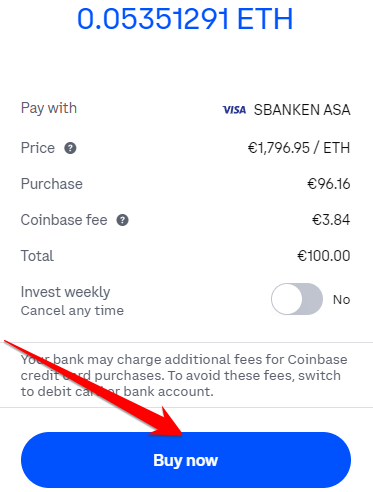 0.05351291 ETH
Pay with VISA SBANKEN ASA
Price ? €1,796.95 / ETH
Purchase €96.16
Coinbase fee ? €3.84
Total €100.00
Invest weekly No
Cancel any time
Your bank may charge additional fees for Coinbase
credit card purchases. To avoid these fees, switch
to debit card or bank account.
Buy now